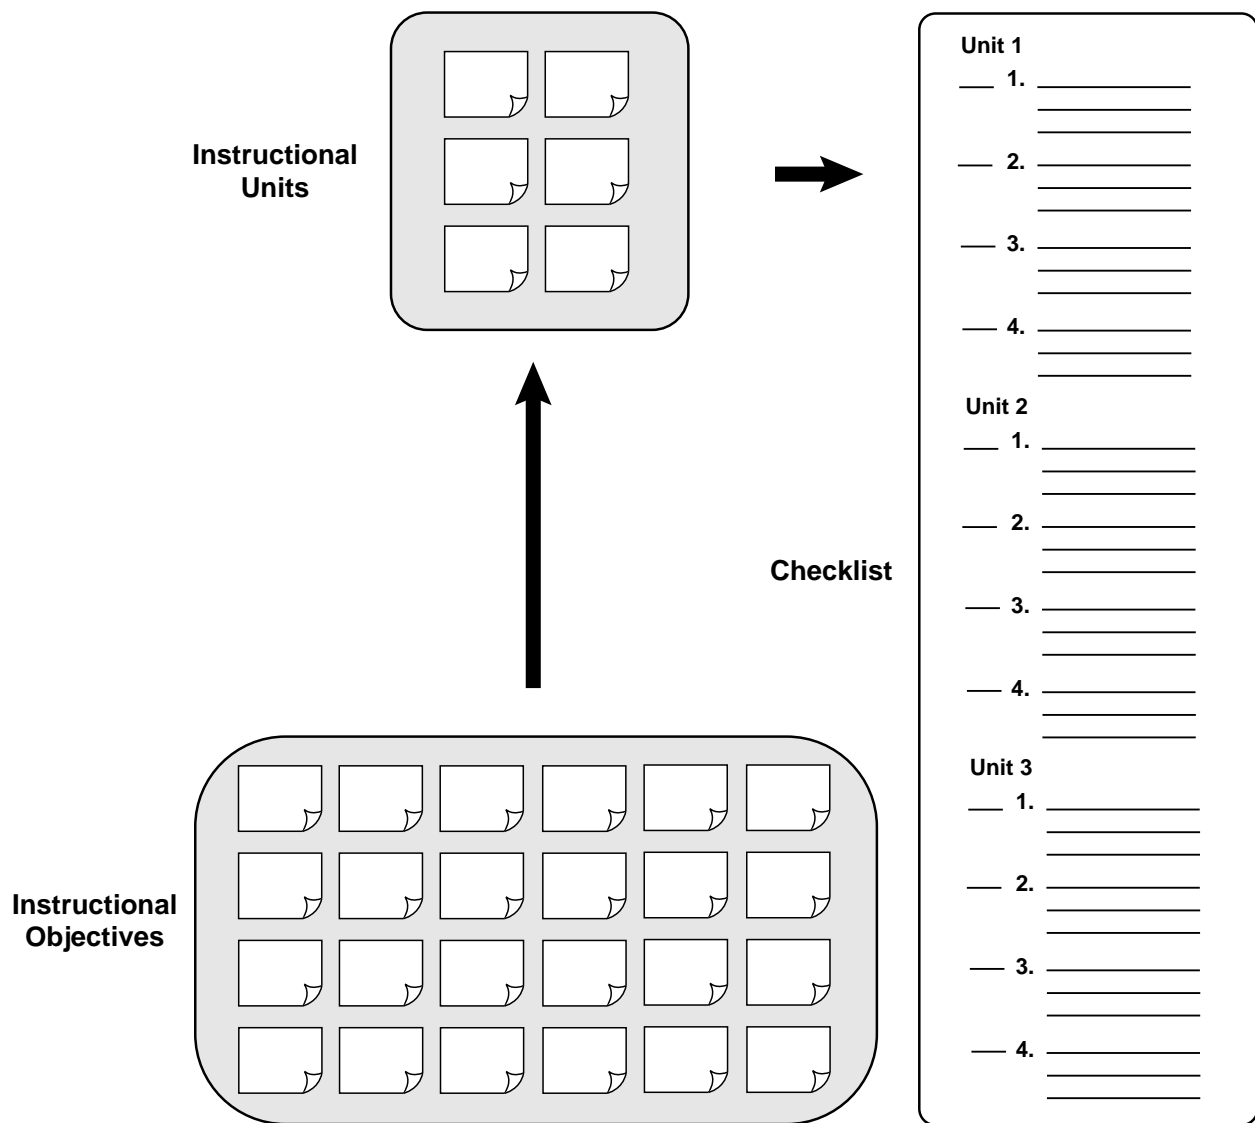 Instructional
Units
Instructional
Objectives
Checklist
Unit 1
1.
2.
3.
4.
Unit 2
1.
2.
3.
4.
Unit 3
1.
2.
3.
4.